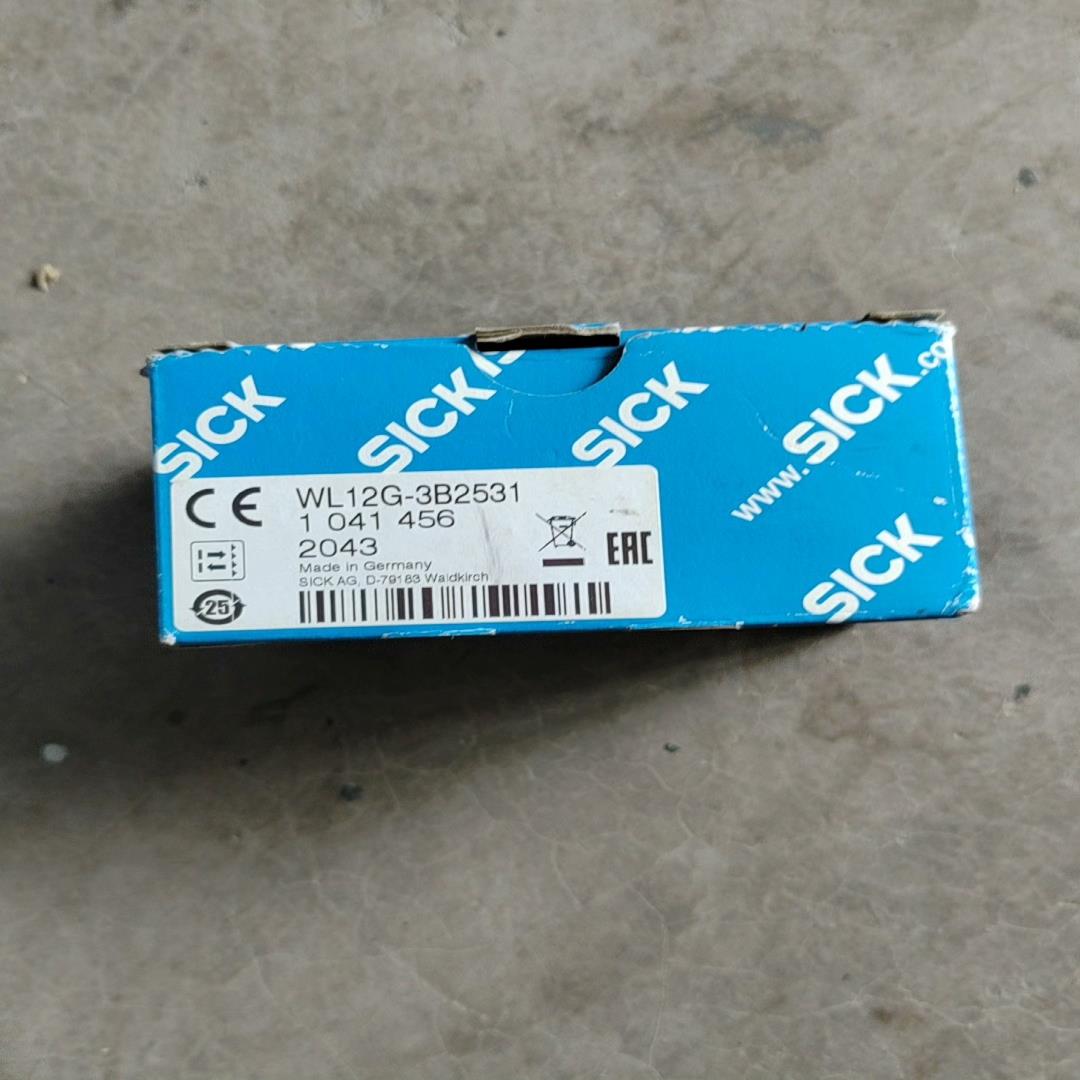 SICK
SICK
SICK
www.SICK.co
SICK
CE
WL12G-3B2531
1 041 456
2043
Made in Germany
SICK AG, D-79183 Waldkirch
EAC
25